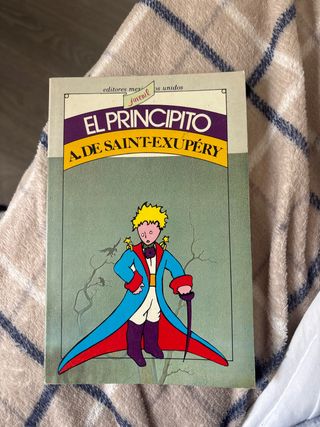 editores unidos
juvenil
EL PRINCIPITO
A. DE SAINT-EXUPÉRY